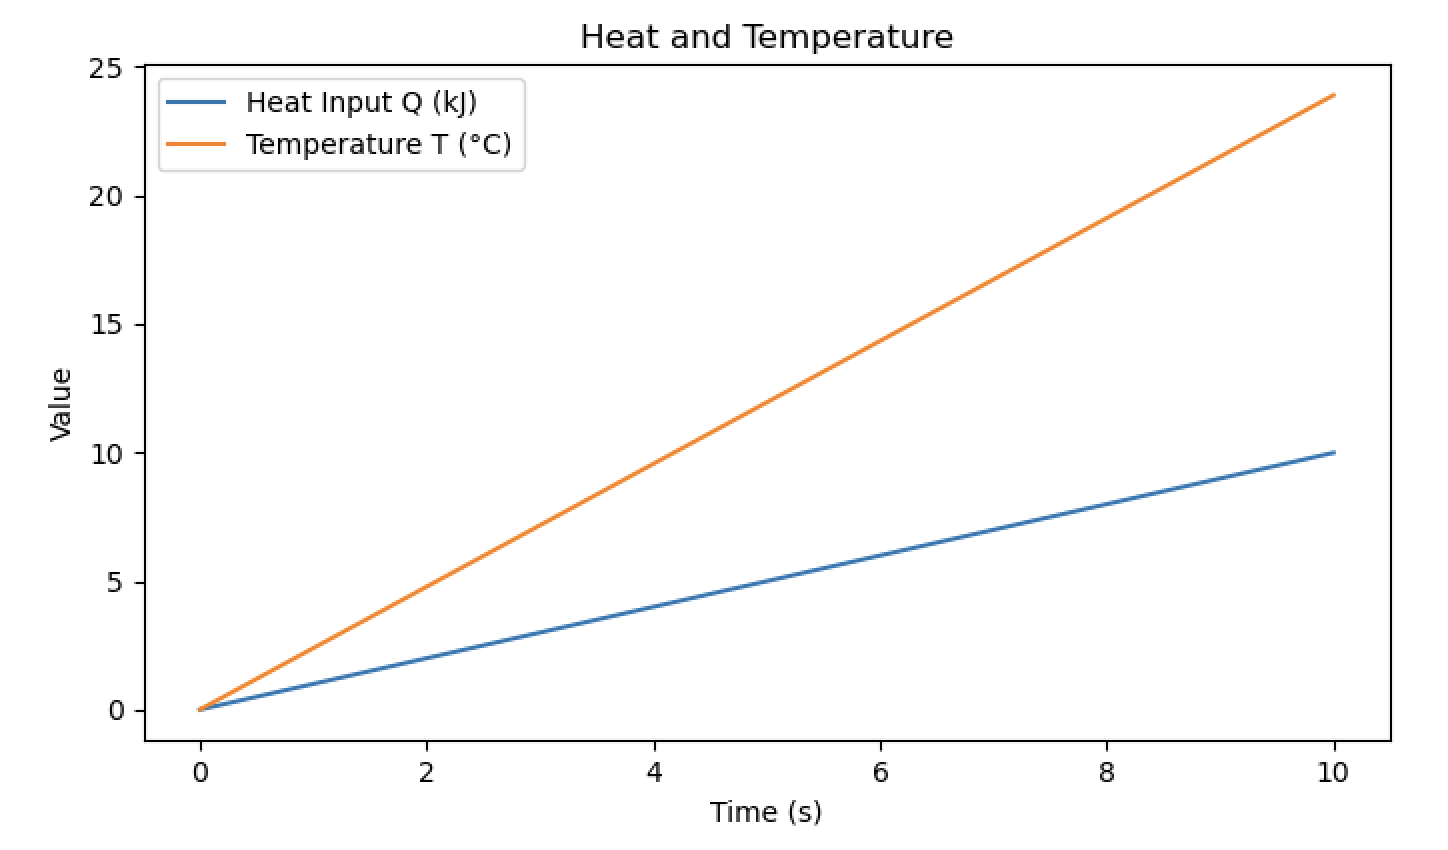 Heat and Temperature
Heat Input Q (kJ)
Temperature T (°C)
25
20
15
10
5
0
Value
0 2 4 6 8 10
Time (s)